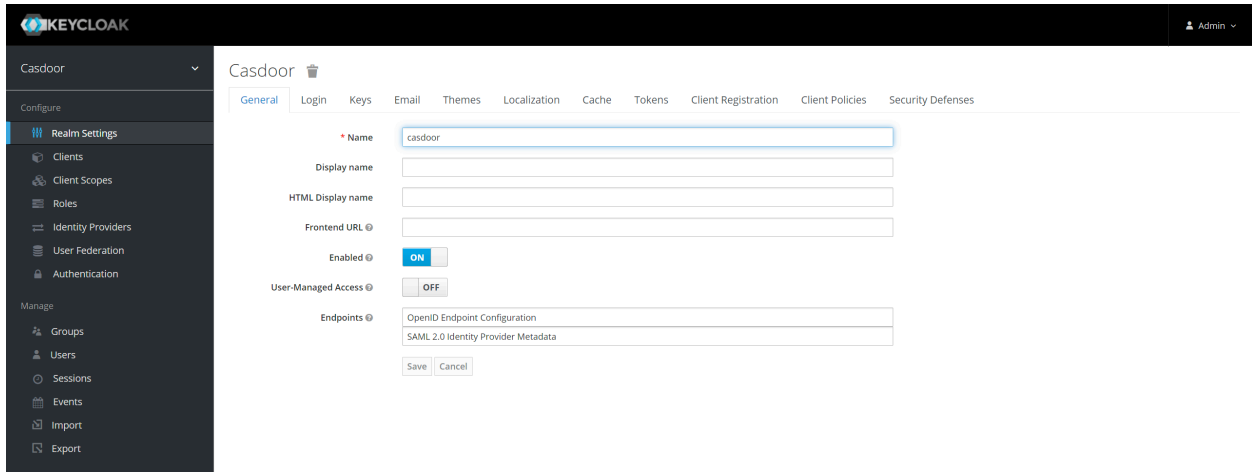 KEYCLOAK
Admin
Casdoor
Configure
Realm Settings
Clients
Client Scopes
Roles
Identity Providers
User Federation
Authentication
Manage
Groups
Users
Sessions
Events
Import
Export
Casdoor
General Login Keys Email Themes Localization Cache Tokens Client Registration Client Policies Security Defenses
* Name casdoor
Display name
HTML Display name
Frontend URL
Enabled ON
User-Managed Access OFF
Endpoints OpenID Endpoint Configuration
SAML 2.0 Identity Provider Metadata
Save Cancel